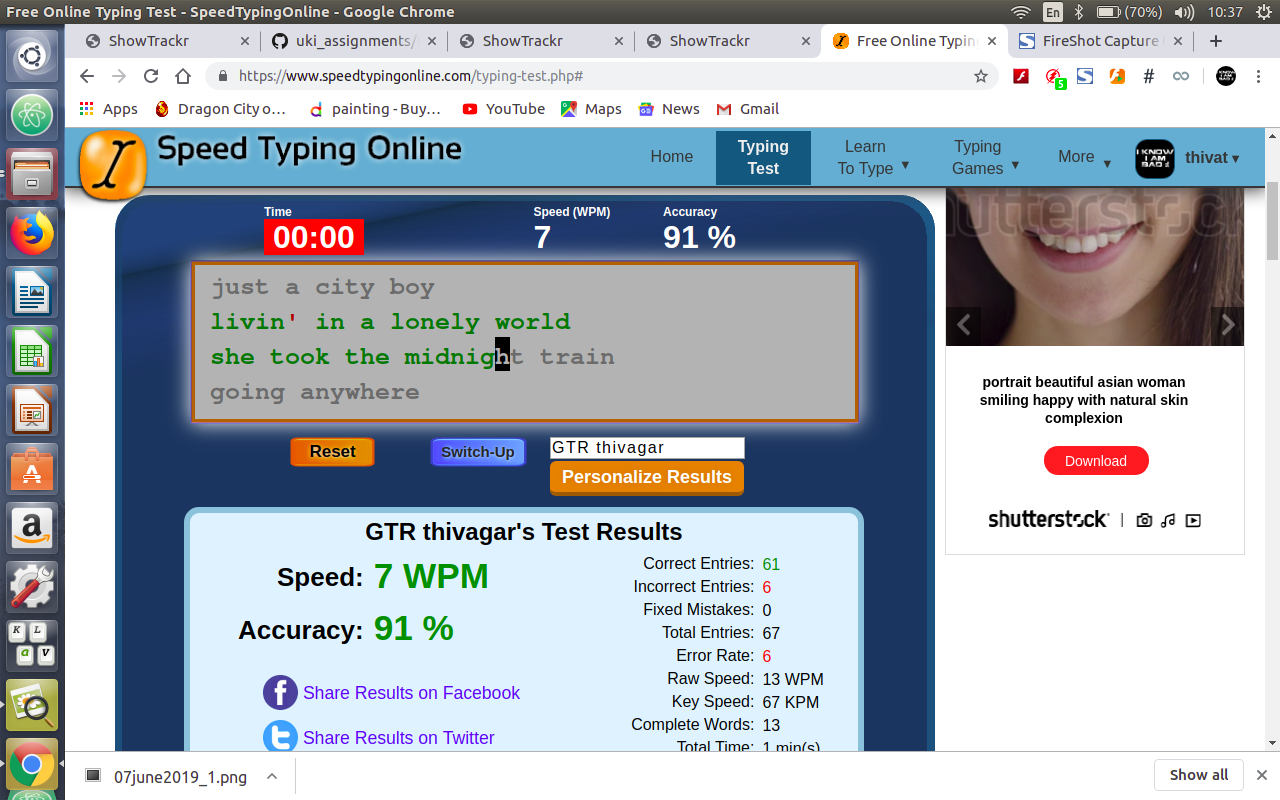 Free Online Typing Test - SpeedTypingOnline - Google Chrome
En
(70%)
10:37
ShowTrackr
uki_assignments/
ShowTrackr
ShowTrackr
Free Online Typin
FireShot Capture
https://www.speedtypingonline.com/typing-test.php#
5
#
Apps
Dragon City o…
painting - Buy…
YouTube
Maps
News
Gmail
Speed Typing Online
Home
Typing Test
Learn To Type
Typing Games
More
I KNOW I AM BAD
thivat
Time
00:00
Speed (WPM)
7
Accuracy
91 %
just a city boy
livin' in a lonely world
she took the midnight train
going anywhere
Reset
Switch-Up
GTR thivagar
Personalize Results
GTR thivagar's Test Results
Speed: 7 WPM
Accuracy: 91 %
Share Results on Facebook
Share Results on Twitter
Correct Entries: 61
Incorrect Entries: 6
Fixed Mistakes: 0
Total Entries: 67
Error Rate: 6
Raw Speed: 13 WPM
Key Speed: 67 KPM
Complete Words: 13
Total Time: 1 min(s)
shutterstock
portrait beautiful asian woman
smiling happy with natural skin
complexion
Download
shutterstock
07june2019_1.png
Show all